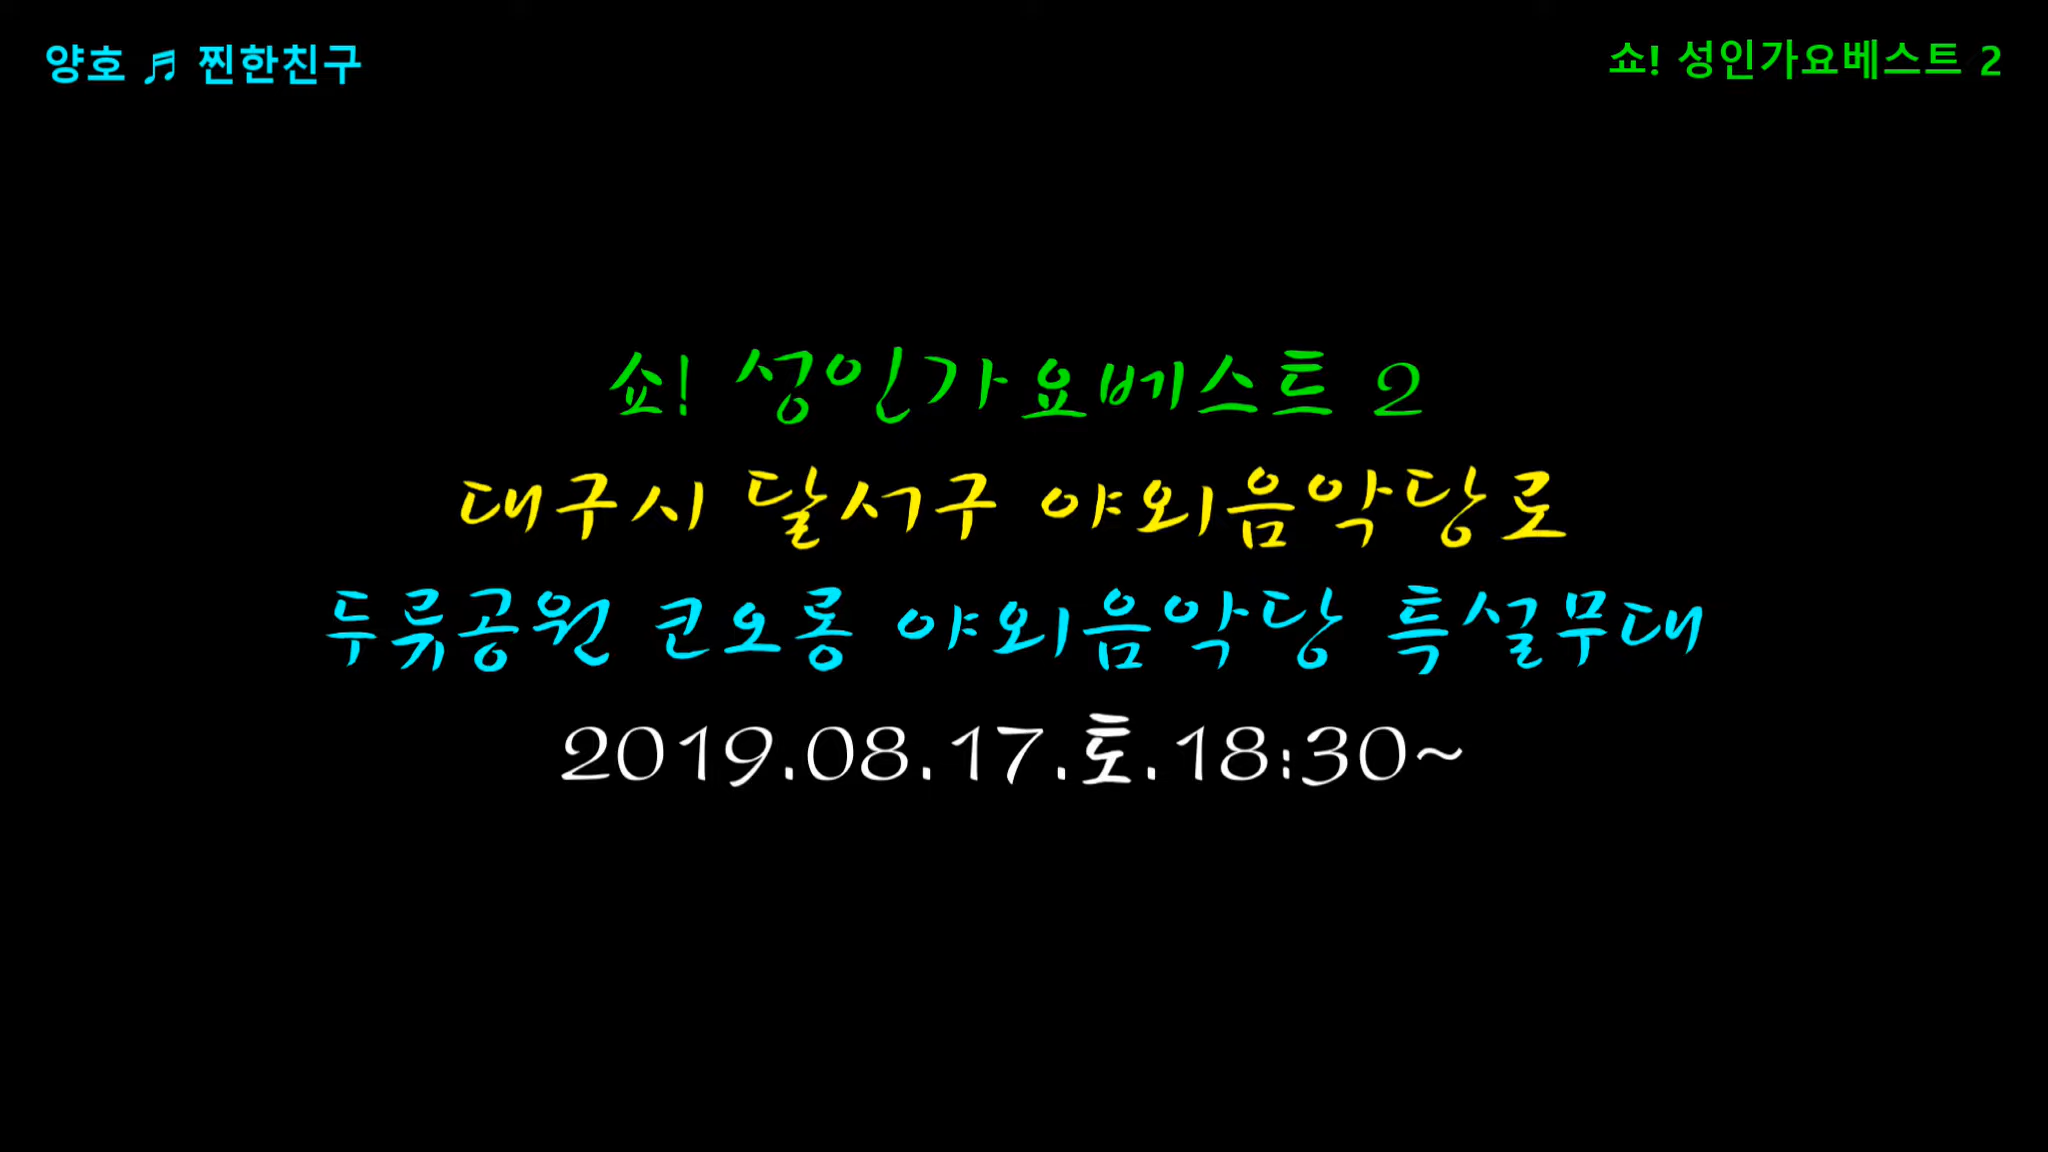 양호 ♬ 찐한친구
쇼! 성인가요베스트 2
쇼! 성인가요베스트 2
대구시 달서구 야외음악당로
두류공원 코오롱 야외음악당 특설무대
2019.08.17.토.18:30~